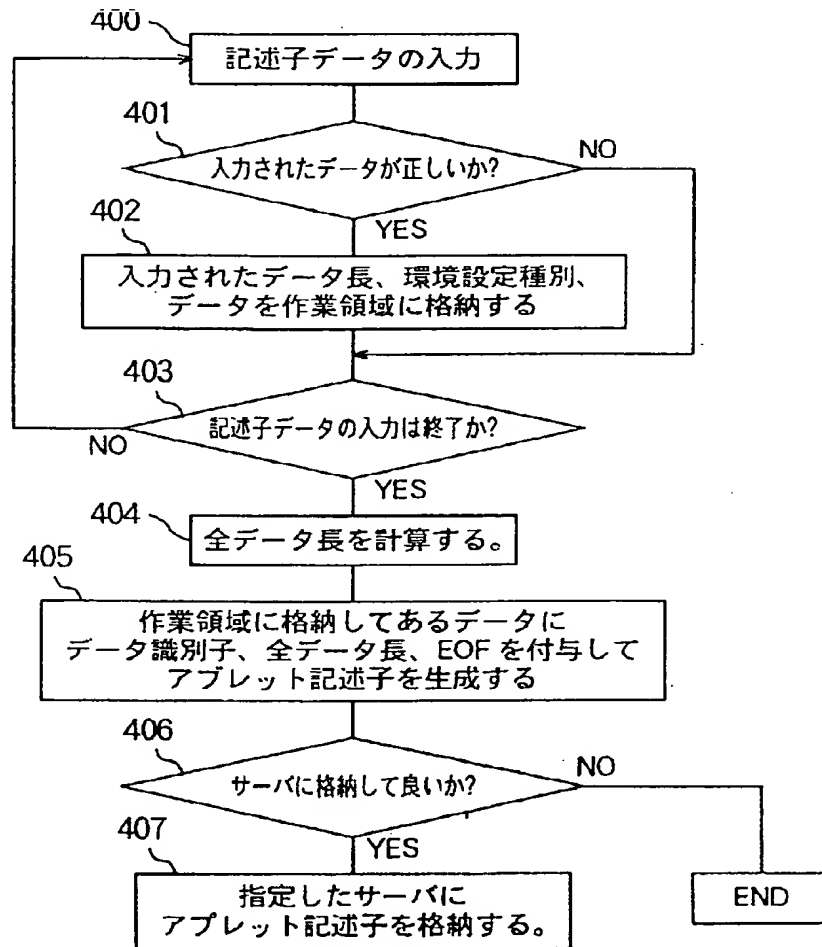 400
記述子データの入力
401
入力されたデータが正しいか?
NO
YES
402
入力されたデータ長、環境設定種別、
データを作業領域に格納する
403
記述子データの入力は終了か?
NO
YES
404
全データ長を計算する。
405
作業領域に格納してあるデータに
データ識別子、全データ長、EOF を付与して
アブレット記述子を生成する
406
サーバに格納して良いか?
NO
YES
407
指定したサーバに
アプレット記述子を格納する。
END